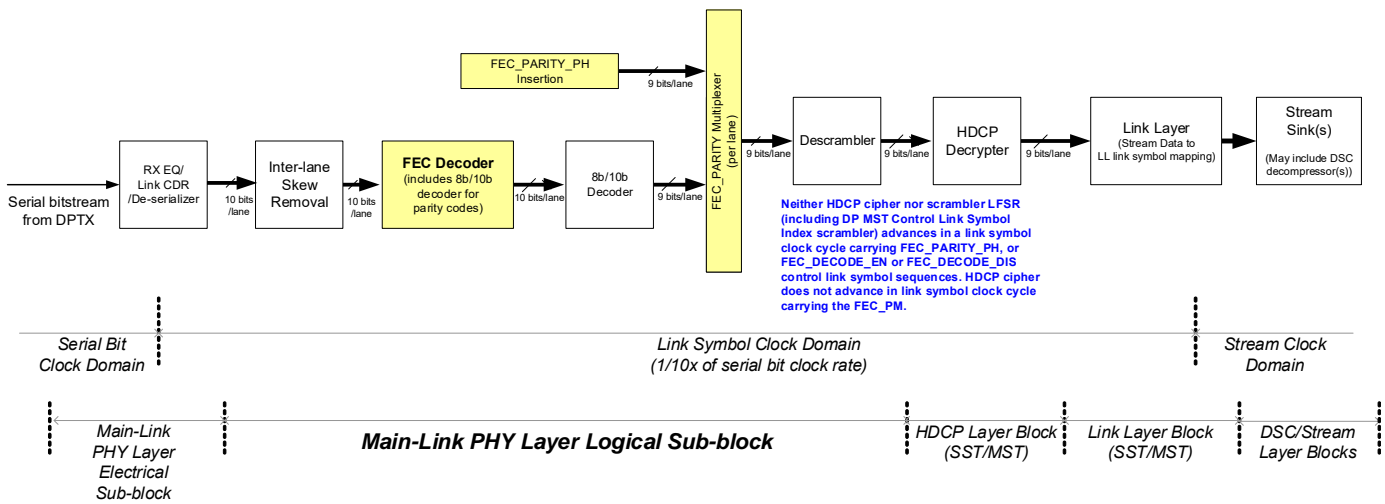 FEC_PARITY_PH
Insertion
9 bits/lane
FEC_PARITY Multiplexer
(per lane)
Serial bitstream
from DPTX
RX EQ/
Link CDR
/De-serializer
10 bits
/lane
Inter-lane
Skew
Removal
10 bits
/lane
FEC Decoder
(includes 8b/10b
decoder for
parity codes)
10 bits/lane
8b/10b
Decoder
9 bits/lane
9 bits/lane
Descrambler
9 bits/lane
HDCP
Decrypter
9 bits/lane
Link Layer
(Stream Data to
LL link symbol mapping)
Stream
Sink(s)
(May include DSC
decompressor(s))
Neither HDCP cipher nor scrambler LFSR
(including DP MST Control Link Symbol
Index scrambler) advances in a link symbol
clock cycle carrying FEC_PARITY_PH, or
FEC_DECODE_EN or FEC_DECODE_DIS
control link symbol sequences. HDCP cipher
does not advance in link symbol clock cycle
carrying the FEC_PM.
Serial Bit
Clock Domain
Link Symbol Clock Domain
(1/10x of serial bit clock rate)
Stream Clock
Domain
Main-Link
PHY Layer
Electrical
Sub-block
Main-Link PHY Layer Logical Sub-block
HDCP Layer Block
(SST/MST)
Link Layer Block
(SST/MST)
DSC/Stream
Layer Blocks